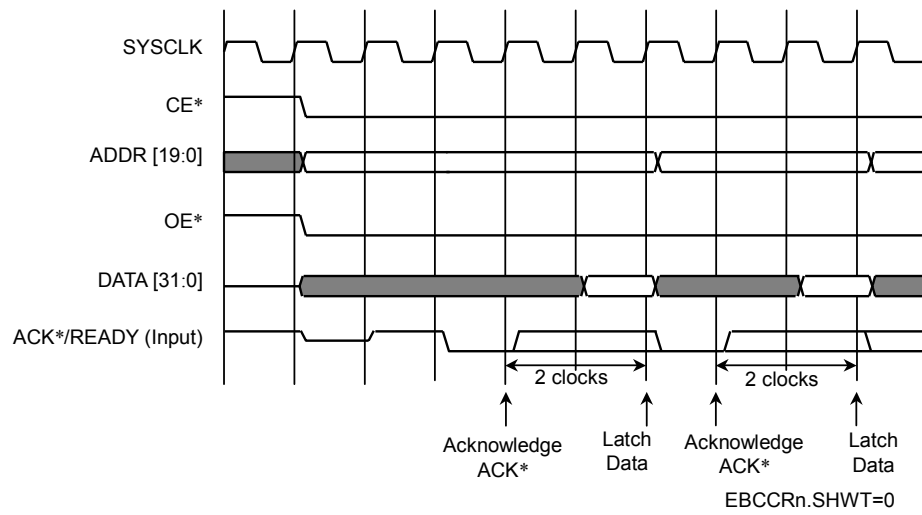 SYSCLK
CE*
ADDR [19:0]
OE*
DATA [31:0]
ACK*/READY (Input)
2 clocks
2 clocks
Acknowledge
ACK*
Latch
Data
Acknowledge
ACK*
Latch
Data
EBCCRn.SHWT=0